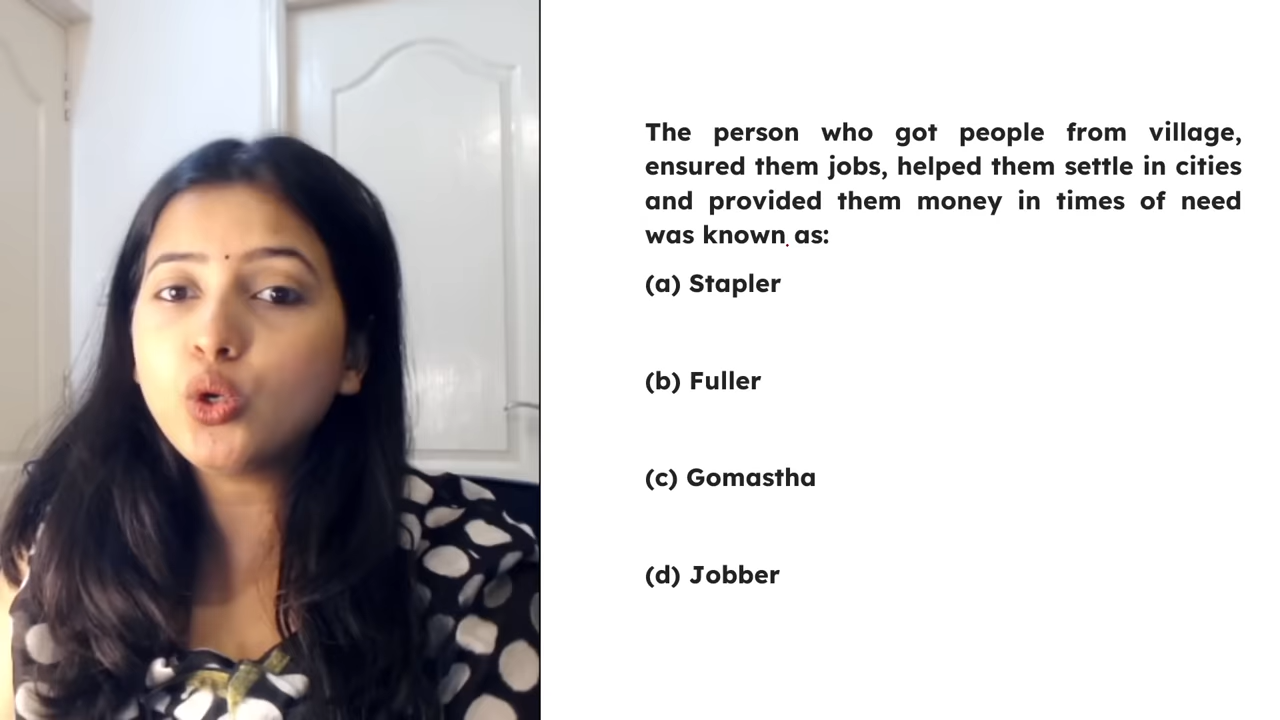 The person who got people from village,
ensured them jobs, helped them settle in cities
and provided them money in times of need
was known as:
(a) Stapler
(b) Fuller
(c) Gomastha
(d) Jobber